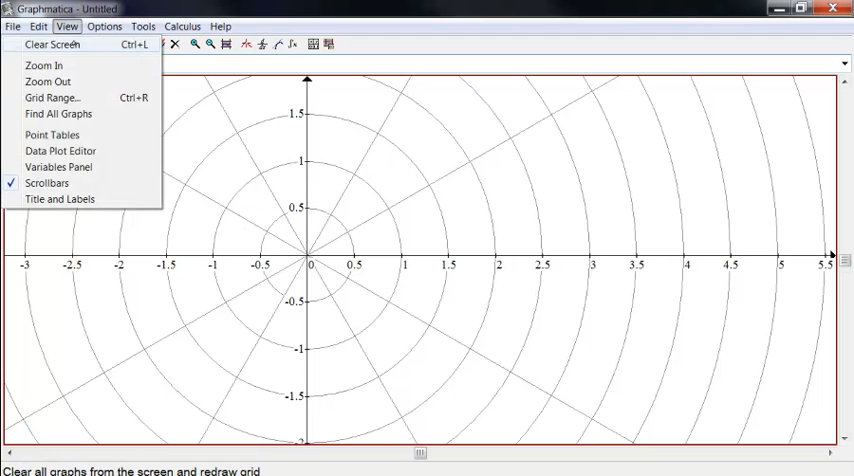 Graphmatica - Untitled
File Edit View Options Tools Calculus Help
Clear Screen Ctrl+L
Zoom In
Zoom Out
Grid Range... Ctrl+R
Find All Graphs
Point Tables
Data Plot Editor
Variables Panel
Scrollbars
Title and Labels
1.5
1
0.5
-3 -2.5 -2 -1.5 -1 -0.5 0 0.5 1 1.5 2 2.5 3 3.5 4 4.5 5 5.5
-0.5
-1
-1.5
-2
Clear all graphs from the screen and redraw grid